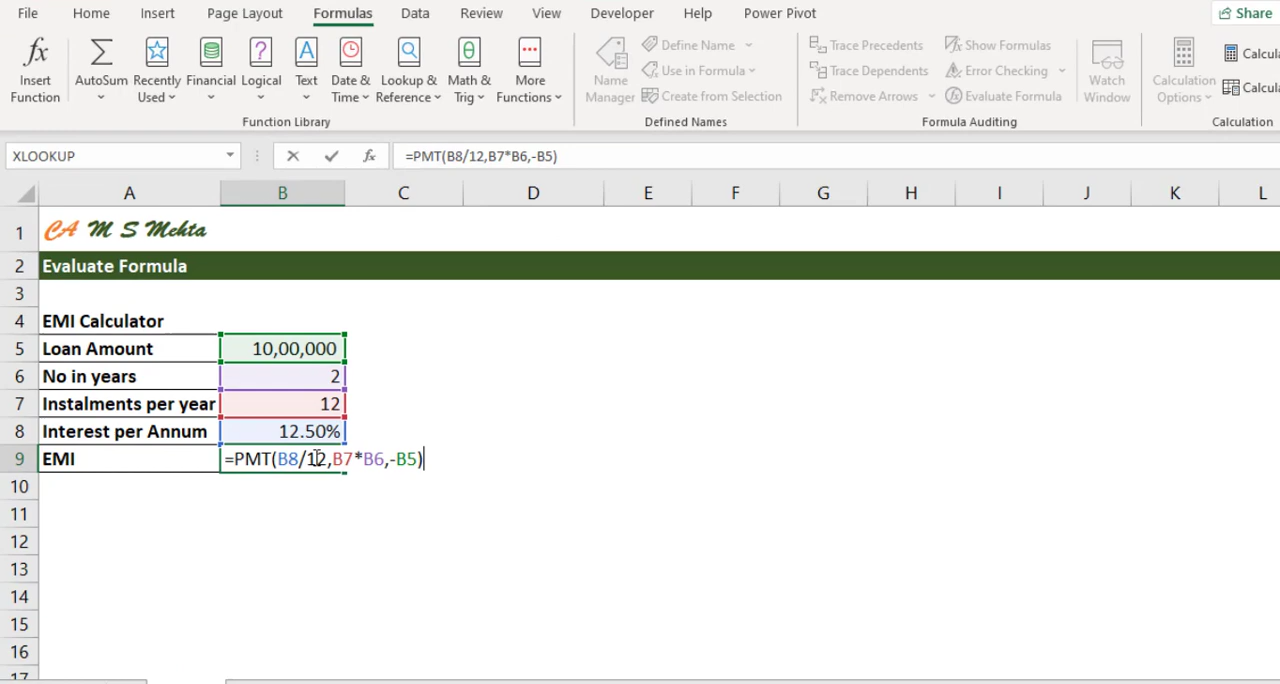 File Home Insert Page Layout Formulas Data Review View Developer Help Power Pivot Share
Insert Function
AutoSum
Recently Used
Financial
Logical
Text
Date & Time
Lookup & Reference
Math & Trig
More Functions
Function Library
Name Manager
Define Name
Use in Formula
Create from Selection
Defined Names
Trace Precedents
Trace Dependents
Remove Arrows
Show Formulas
Error Checking
Evaluate Formula
Formula Auditing
Watch Window
Calculation Options
Calcula
Calcula
Calculation
XLOOKUP fx =PMT(B8/12,B7*B6,-B5)
A B C D E F G H I J K L
1 CA M S Mehta
2 Evaluate Formula
3
4 EMI Calculator
5 Loan Amount 10,00,000
6 No in years 2
7 Instalments per year 12
8 Interest per Annum 12.50%
9 EMI =PMT(B8/12,B7*B6,-B5)
10
11
12
13
14
15
16
17